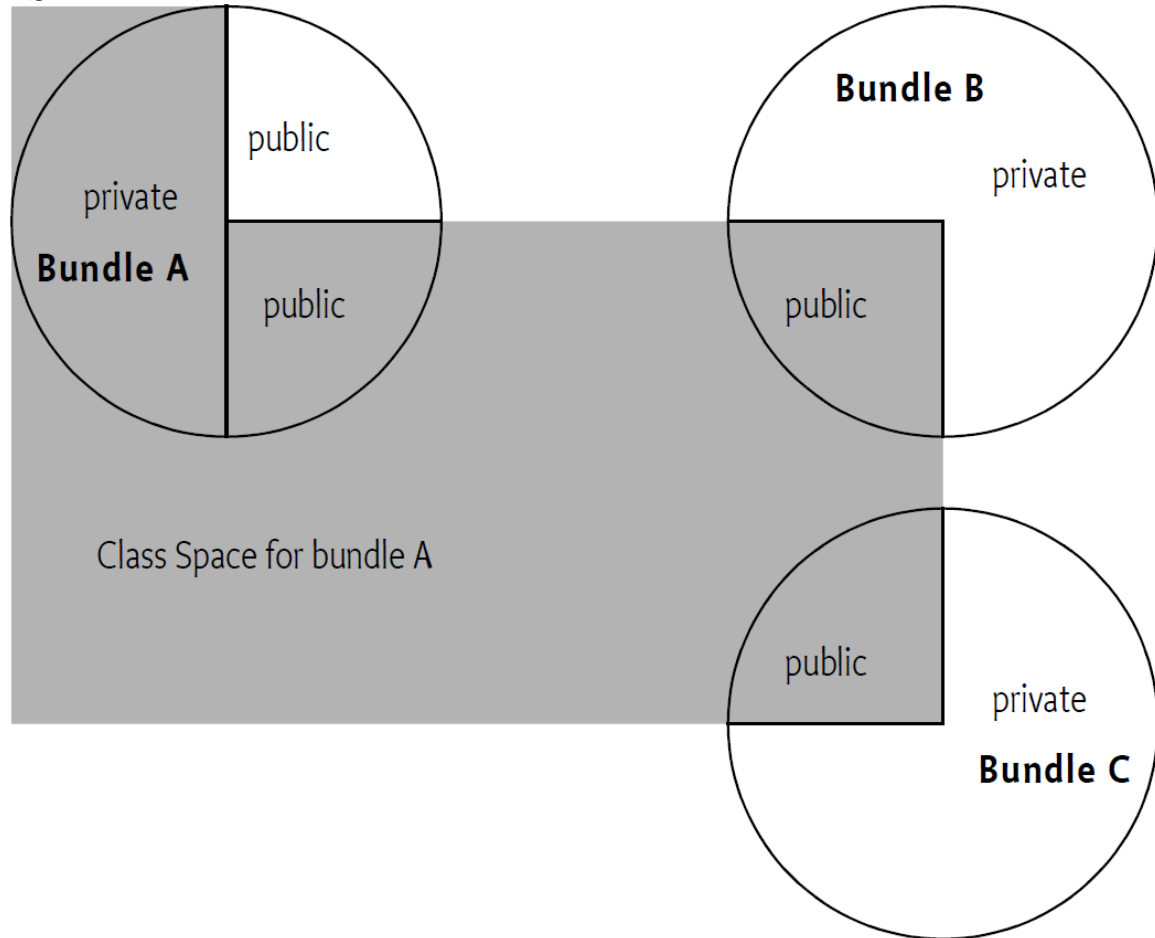 public
private
Bundle A
public
Bundle B
private
public
Class Space for bundle A
public
private
Bundle C